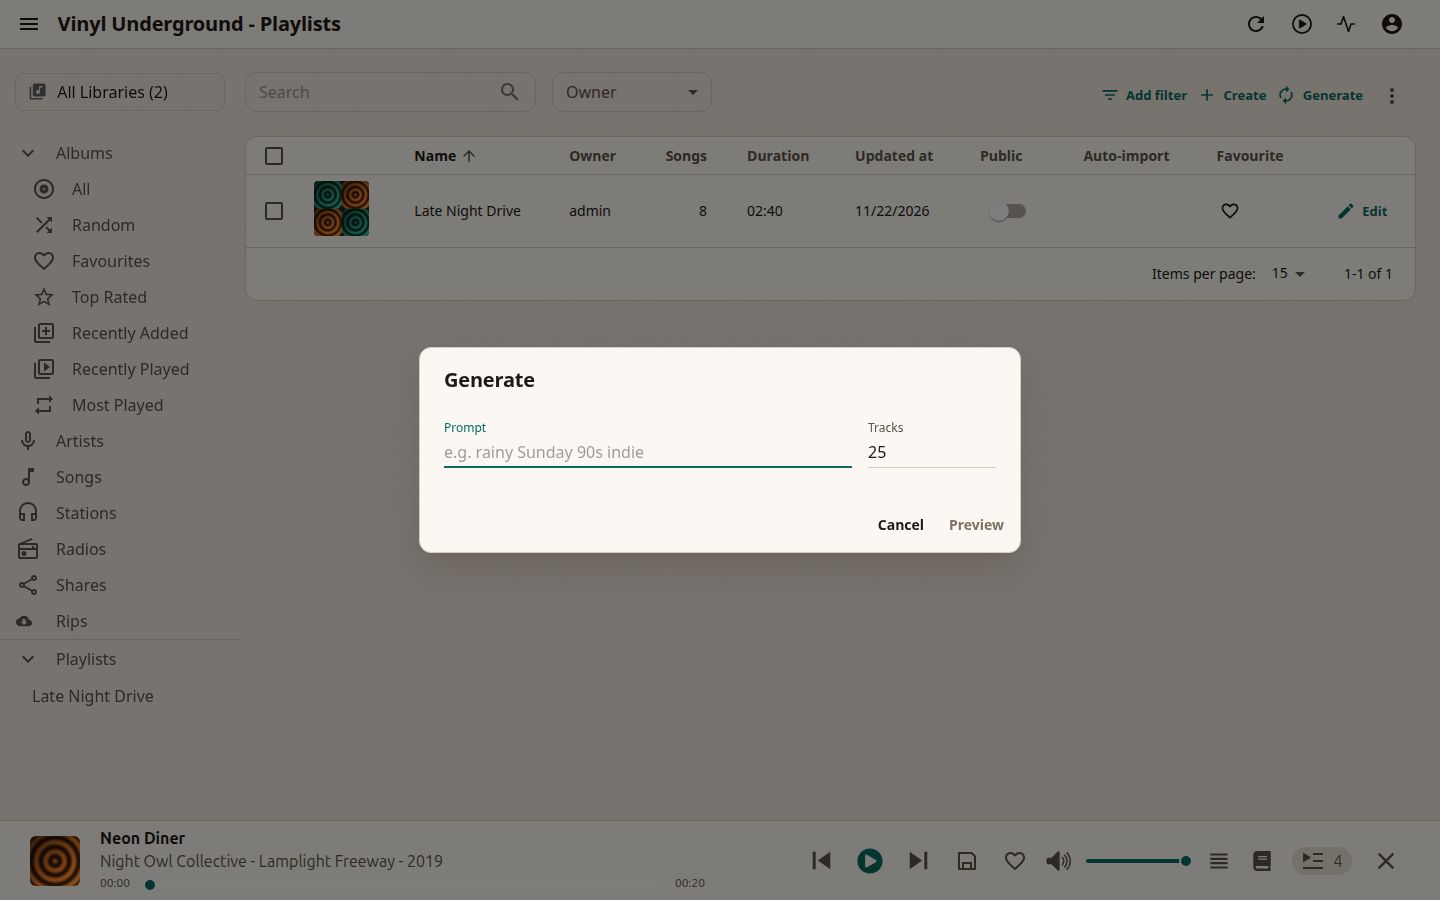 Vinyl Underground - Playlists
All Libraries (2)
Search
Owner
Add filter
Create
Generate
Albums
All
Random
Favourites
Top Rated
Recently Added
Recently Played
Most Played
Artists
Songs
Stations
Radios
Shares
Rips
Playlists
Late Night Drive
Name Owner Songs Duration Updated at Public Auto-import Favourite
Late Night Drive admin 8 02:40 11/22/2026 Edit
Items per page: 15 1-1 of 1
Generate
Prompt
e.g. rainy Sunday 90s indie
Tracks
25
Cancel Preview
Neon Diner
Night Owl Collective - Lamplight Freeway - 2019
00:00 00:20
4